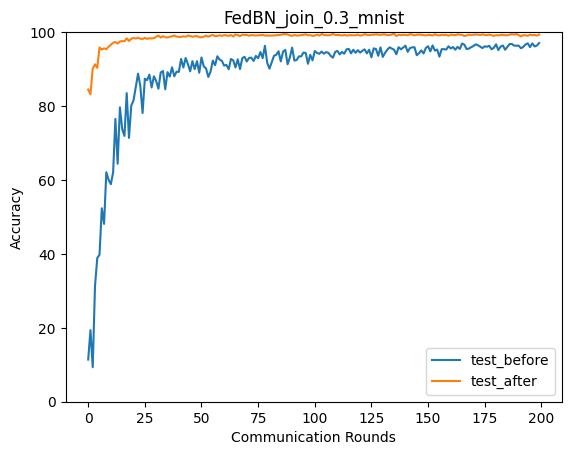 FedBN_join_0.3_mnist
Accuracy
100
80
60
40
20
0
0 25 50 75 100 125 150 175 200
Communication Rounds
test_before
test_after